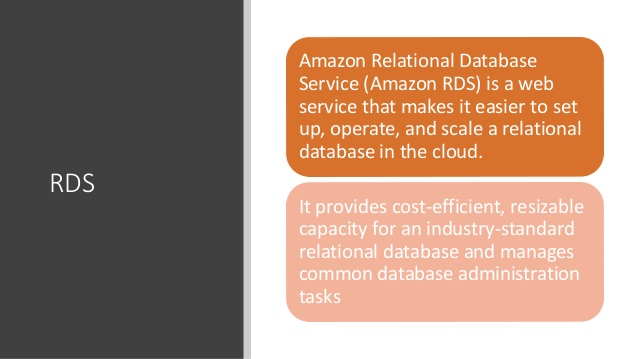 RDS
Amazon Relational Database
Service (Amazon RDS) is a web
service that makes it easier to set
up, operate, and scale a relational
database in the cloud.
It provides cost-efficient, resizable
capacity for an industry-standard
relational database and manages
common database administration
tasks